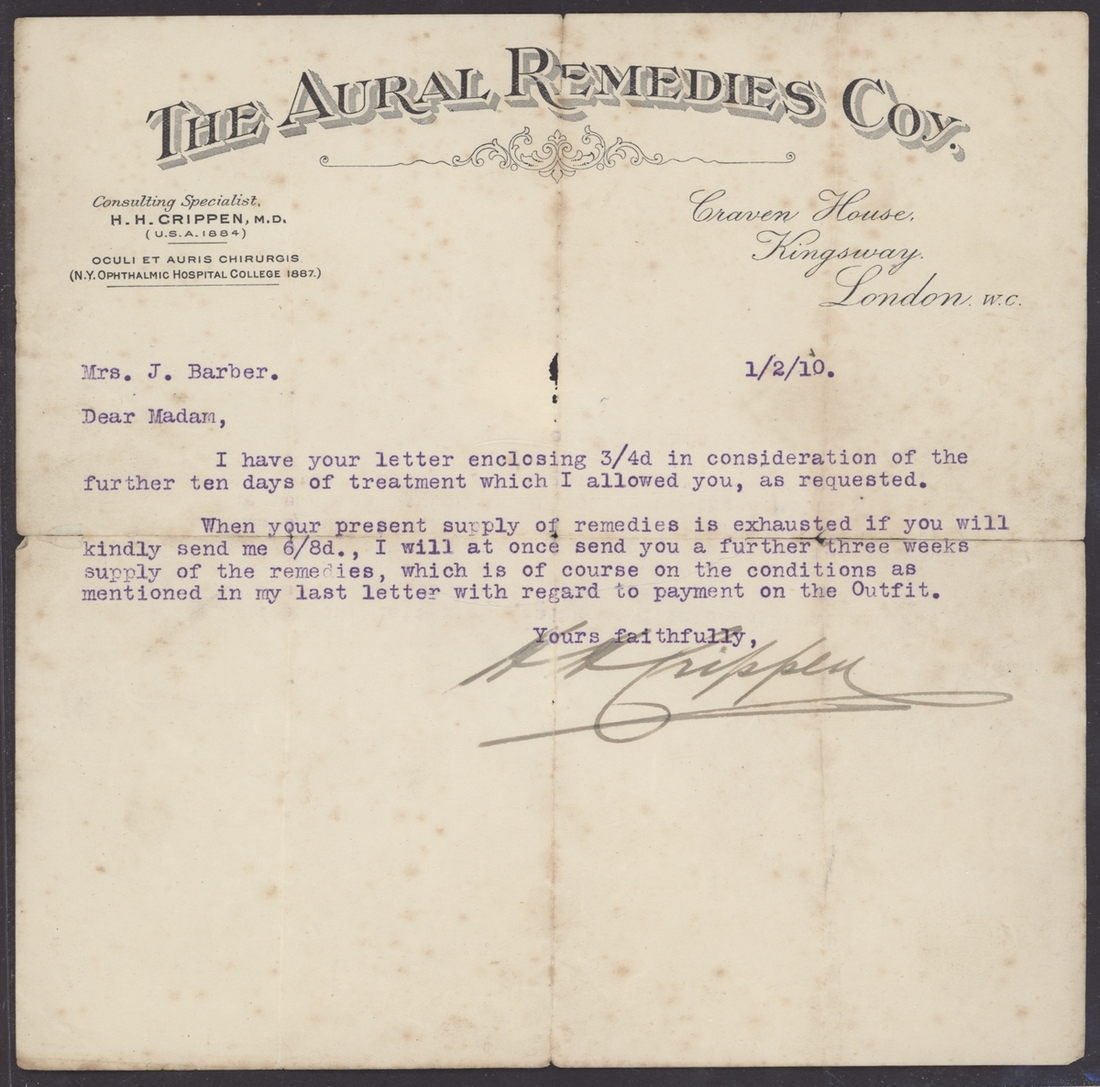 THE AURAL REMEDIES COY.
Consulting Specialist,
H. H. CRIPPEN, M.D.
(U.S.A. 1884)
OCULI ET AURIS CHIRURGIS
(N.Y. OPHTHALMIC HOSPITAL COLLEGE 1887.)
Craven House,
Kingsway,
London. W.C.
Mrs. J. Barber.
1/2/10.
Dear Madam,
I have your letter enclosing 3/4d in consideration of the
further ten days of treatment which I allowed you, as requested.
When your present supply of remedies is exhausted if you will
kindly send me 6/8d., I will at once send you a further three weeks
supply of the remedies, which is of course on the conditions as
mentioned in my last letter with regard to payment on the Outfit.
Yours faithfully,
H H Crippen